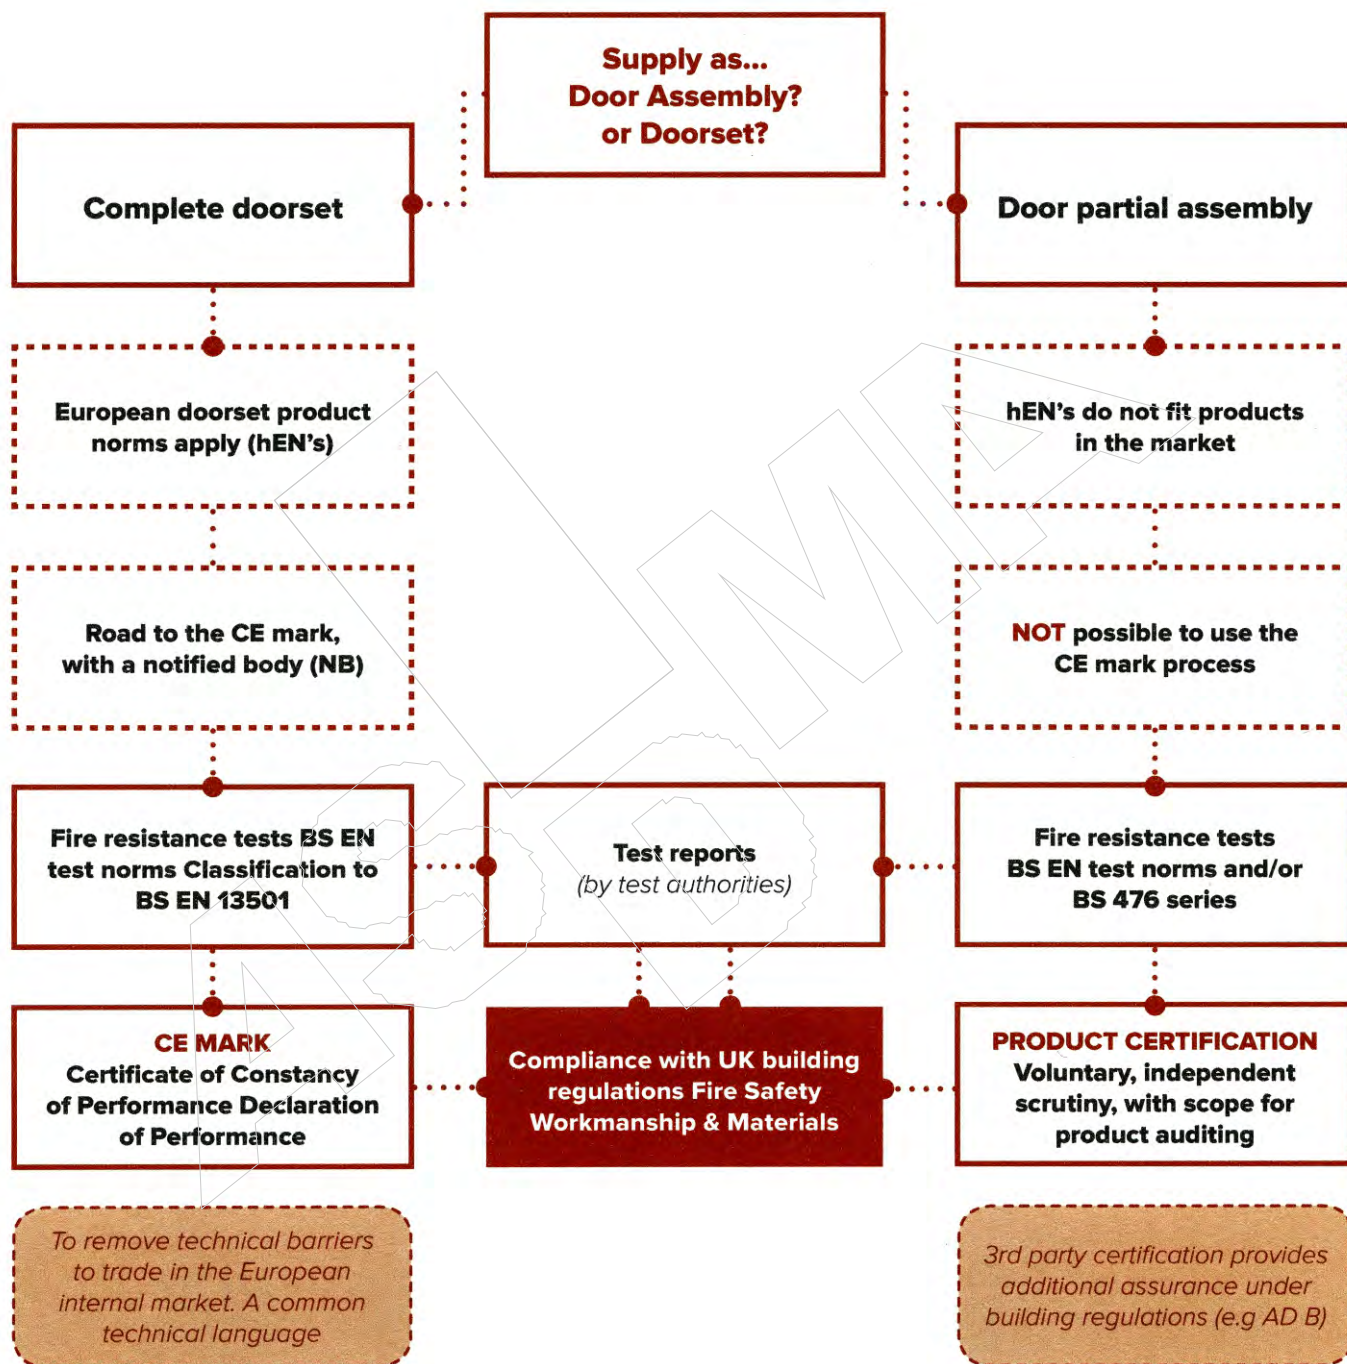 Supply as...
Door Assembly?
or Doorset?
Complete doorset
Door partial assembly
European doorset product
norms apply (hEN's)
hEN's do not fit products
in the market
Road to the CE mark,
with a notified body (NB)
NOT possible to use the
CE mark process
Fire resistance tests BS EN
test norms Classification to
BS EN 13501
Test reports
(by test authorities)
Fire resistance tests
BS EN test norms and/or
BS 476 series
CE MARK
Certificate of Constancy
of Performance Declaration
of Performance
Compliance with UK building
regulations Fire Safety
Workmanship & Materials
PRODUCT CERTIFICATION
Voluntary, independent
scrutiny, with scope for
product auditing
To remove technical barriers
to trade in the European
internal market. A common
technical language
3rd party certification provides
additional assurance under
building regulations (e.g AD B)
ASDMA